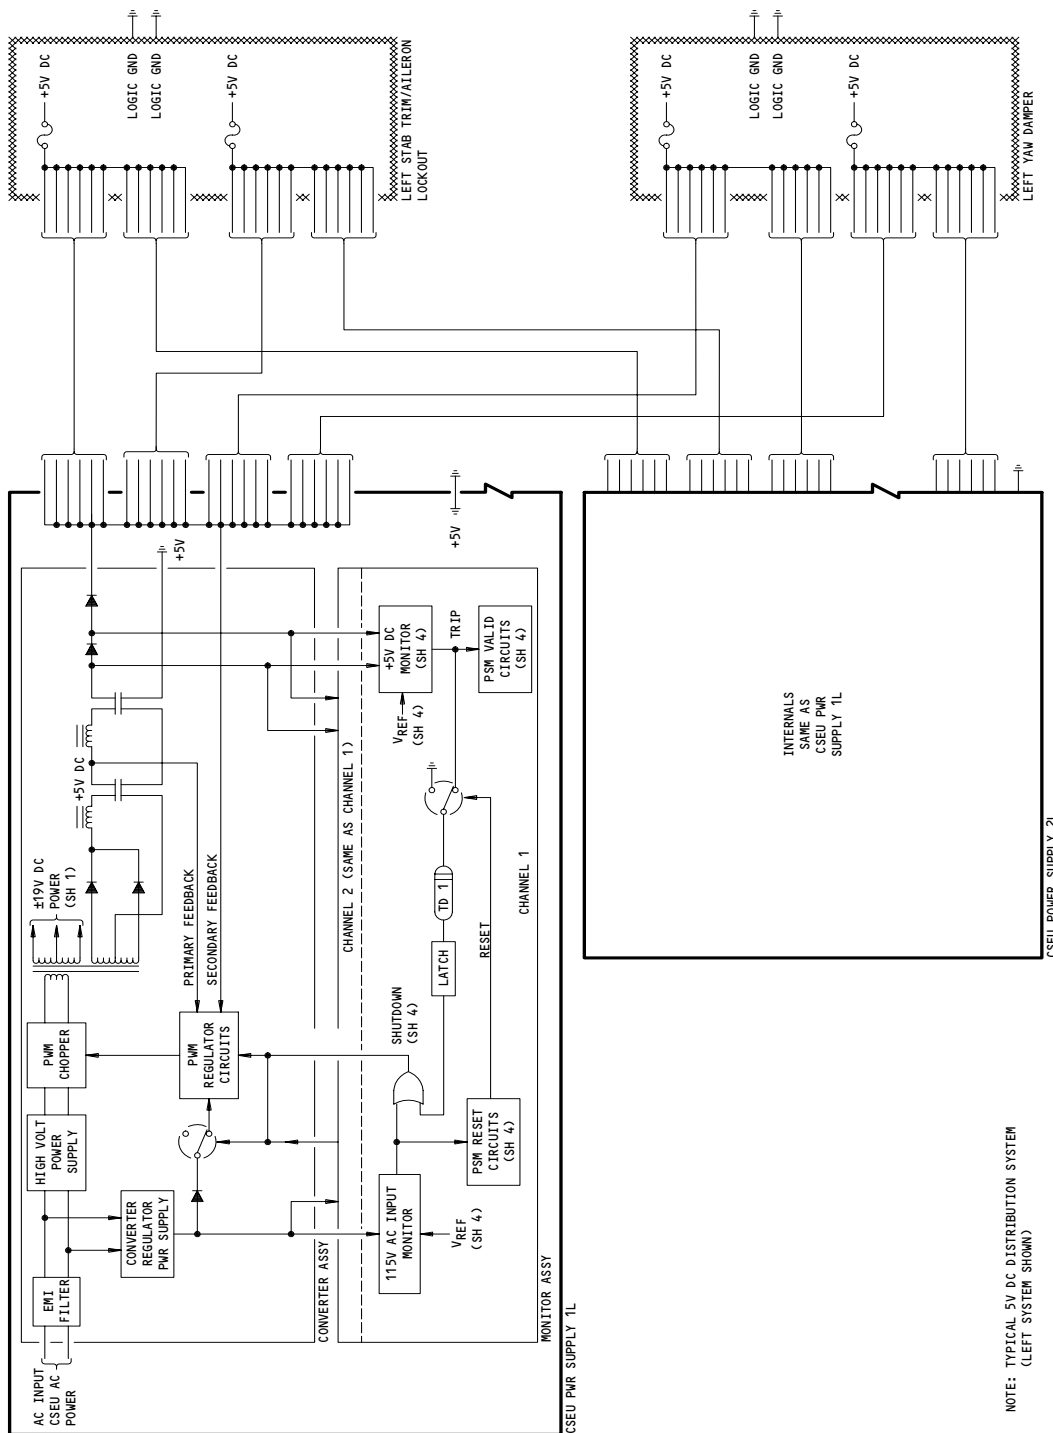 AC INPUT
CSEU AC
POWER
EMI
FILTER
HIGH VOLT
POWER
SUPPLY
PWM
CHOPPER
±19V DC
POWER
(SH 1)
+5V DC
+5V
CONVERTER
REGULATOR
PWR SUPPLY
PWM
REGULATOR
CIRCUITS
PRIMARY FEEDBACK
SECONDARY FEEDBACK
CONVERTER ASSY
CHANNEL 2 (SAME AS CHANNEL 1)
115V AC INPUT
MONITOR
VREF
(SH 4)
PSM RESET
CIRCUITS
(SH 4)
SHUTDOWN
(SH 4)
LATCH
TD 1
RESET
VREF
(SH 4)
+5V DC
MONITOR
(SH 4)
TRIP
PSM VALID
CIRCUITS
(SH 4)
CHANNEL 1
MONITOR ASSY
+5V
CSEU PWR SUPPLY 1L
+5V DC
LOGIC GND
LOGIC GND
+5V DC
LEFT STAB TRIM/AILERON
LOCKOUT
+5V DC
LOGIC GND
LOGIC GND
+5V DC
LEFT YAW DAMPER
INTERNALS
SAME AS
CSEU PWR
SUPPLY 1L
CSEU POWER SUPPLY 2L
NOTE: TYPICAL 5V DC DISTRIBUTION SYSTEM
(LEFT SYSTEM SHOWN)